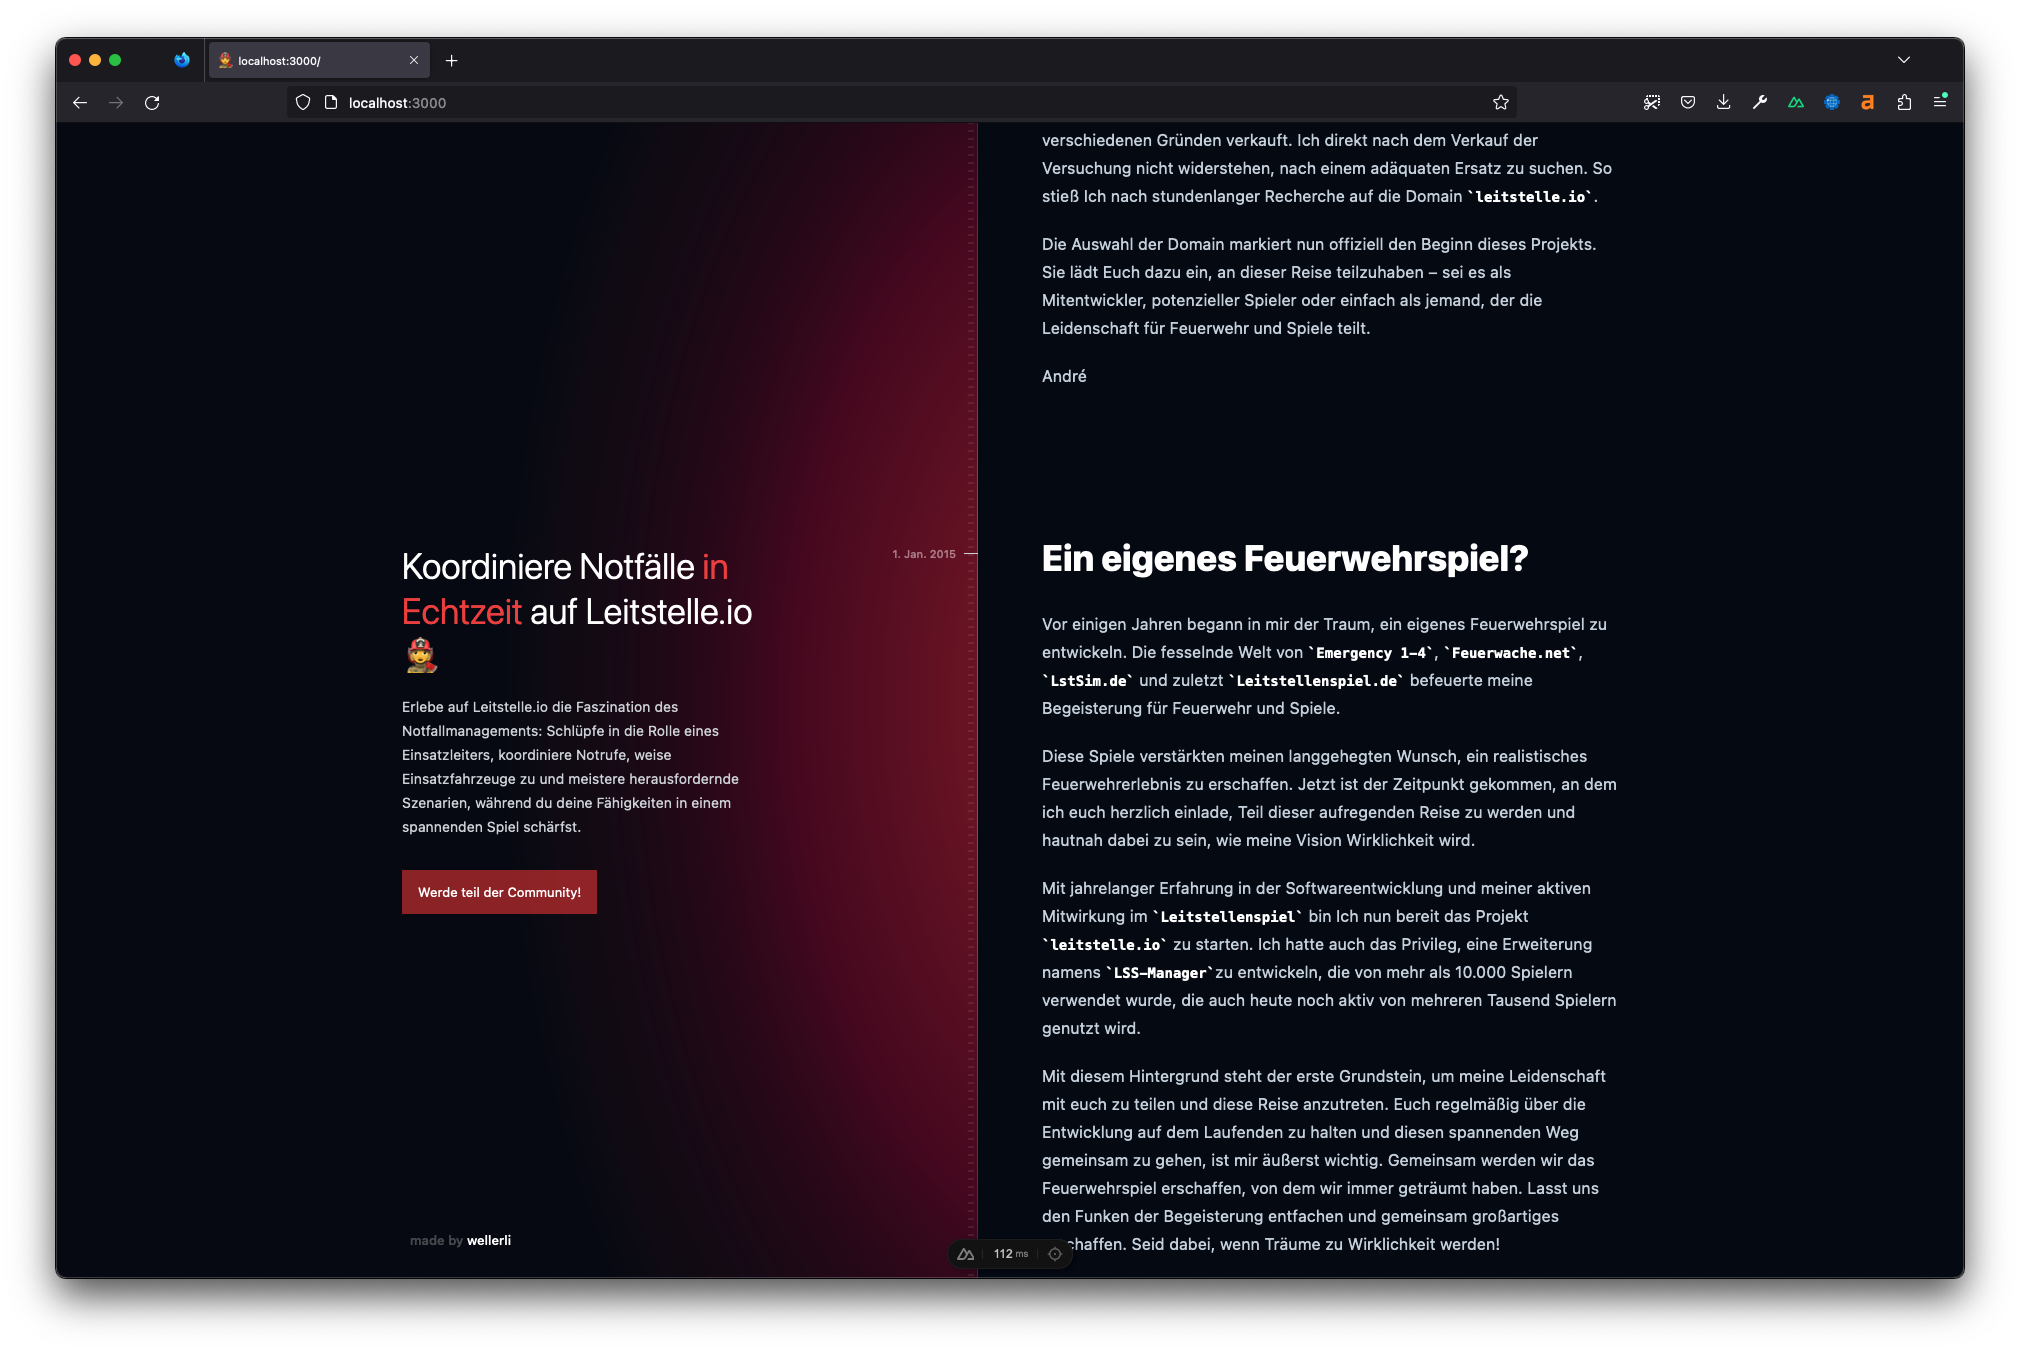 localhost:3000/
localhost:3000
Koordiniere Notfälle in
Echtzeit auf Leitstelle.io
Erlebe auf Leitstelle.io die Faszination des
Notfallmanagements: Schlüpfe in die Rolle eines
Einsatzleiters, koordiniere Notrufe, weise
Einsatzfahrzeuge zu und meistere herausfordernde
Szenarien, während du deine Fähigkeiten in einem
spannenden Spiel schärfst.
Werde teil der Community!
made by wellerli
verschiedenen Gründen verkauft. Ich direkt nach dem Verkauf der
Versuchung nicht widerstehen, nach einem adäquaten Ersatz zu suchen. So
stieß Ich nach stundenlanger Recherche auf die Domain `leitstelle.io`.
Die Auswahl der Domain markiert nun offiziell den Beginn dieses Projekts.
Sie lädt Euch dazu ein, an dieser Reise teilzuhaben – sei es als
Mitentwickler, potenzieller Spieler oder einfach als jemand, der die
Leidenschaft für Feuerwehr und Spiele teilt.
André
1. Jan. 2015
Ein eigenes Feuerwehrspiel?
Vor einigen Jahren begann in mir der Traum, ein eigenes Feuerwehrspiel zu
entwickeln. Die fesselnde Welt von `Emergency 1-4`, `Feuerwache.net`,
`LstSim.de` und zuletzt `Leitstellenspiel.de` befeuerte meine
Begeisterung für Feuerwehr und Spiele.
Diese Spiele verstärkten meinen langgehegten Wunsch, ein realistisches
Feuerwehrerlebnis zu erschaffen. Jetzt ist der Zeitpunkt gekommen, an dem
ich euch herzlich einlade, Teil dieser aufregenden Reise zu werden und
hautnah dabei zu sein, wie meine Vision Wirklichkeit wird.
Mit jahrelanger Erfahrung in der Softwareentwicklung und meiner aktiven
Mitwirkung im `Leitstellenspiel` bin Ich nun bereit das Projekt
`leitstelle.io` zu starten. Ich hatte auch das Privileg, eine Erweiterung
namens `LSS-Manager`zu entwickeln, die von mehr als 10.000 Spielern
verwendet wurde, die auch heute noch aktiv von mehreren Tausend Spielern
genutzt wird.
Mit diesem Hintergrund steht der erste Grundstein, um meine Leidenschaft
mit euch zu teilen und diese Reise anzutreten. Euch regelmäßig über die
Entwicklung auf dem Laufenden zu halten und diesen spannenden Weg
gemeinsam zu gehen, ist mir äußerst wichtig. Gemeinsam werden wir das
Feuerwehrspiel erschaffen, von dem wir immer geträumt haben. Lasst uns
den Funken der Begeisterung entfachen und gemeinsam großartiges
chaffen. Seid dabei, wenn Träume zu Wirklichkeit werden!
112 ms